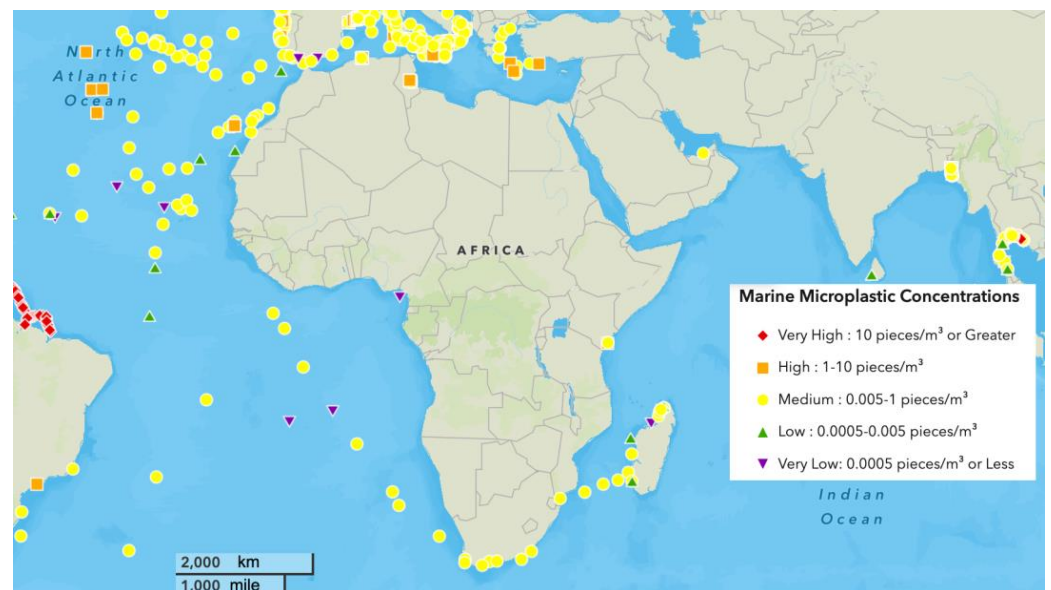 North
Atlantic
Ocean
AFRICA
Marine Microplastic Concentrations
Very High : 10 pieces/m³ or Greater
High : 1-10 pieces/m³
Medium : 0.005-1 pieces/m³
Low : 0.0005-0.005 pieces/m³
Very Low: 0.0005 pieces/m³ or Less
Indian
Ocean
2,000 km
1,000 mile